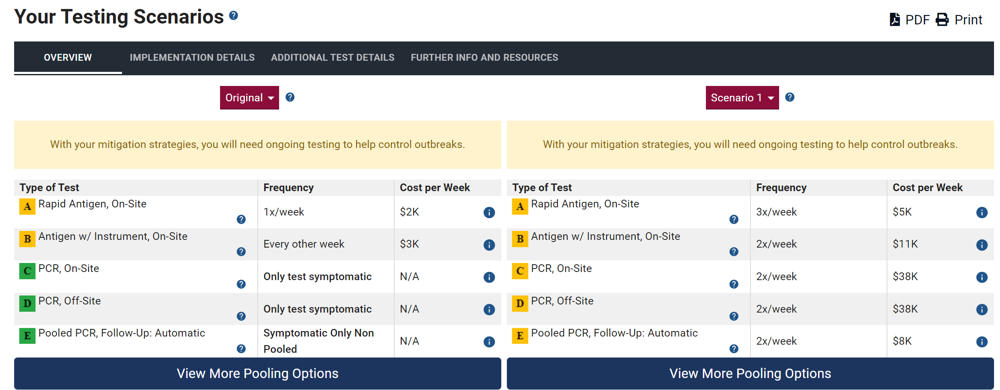 Your Testing Scenarios ?
PDF Print
OVERVIEW IMPLEMENTATION DETAILS ADDITIONAL TEST DETAILS FURTHER INFO AND RESOURCES
Original ?
Scenario 1 ?
With your mitigation strategies, you will need ongoing testing to help control outbreaks.
Type of Test Frequency Cost per Week
A Rapid Antigen, On-Site ? 1x/week $2K i
B Antigen w/ Instrument, On-Site ? Every other week $3K i
C PCR, On-Site ? Only test symptomatic N/A i
D PCR, Off-Site ? Only test symptomatic N/A i
E Pooled PCR, Follow-Up: Automatic ? Symptomatic Only Non
Pooled N/A i
View More Pooling Options
With your mitigation strategies, you will need ongoing testing to help control outbreaks.
Type of Test Frequency Cost per Week
A Rapid Antigen, On-Site ? 3x/week $5K i
B Antigen w/ Instrument, On-Site ? 2x/week $11K i
C PCR, On-Site ? 2x/week $38K i
D PCR, Off-Site ? 2x/week $38K i
E Pooled PCR, Follow-Up: Automatic ? 2x/week $8K i
View More Pooling Options